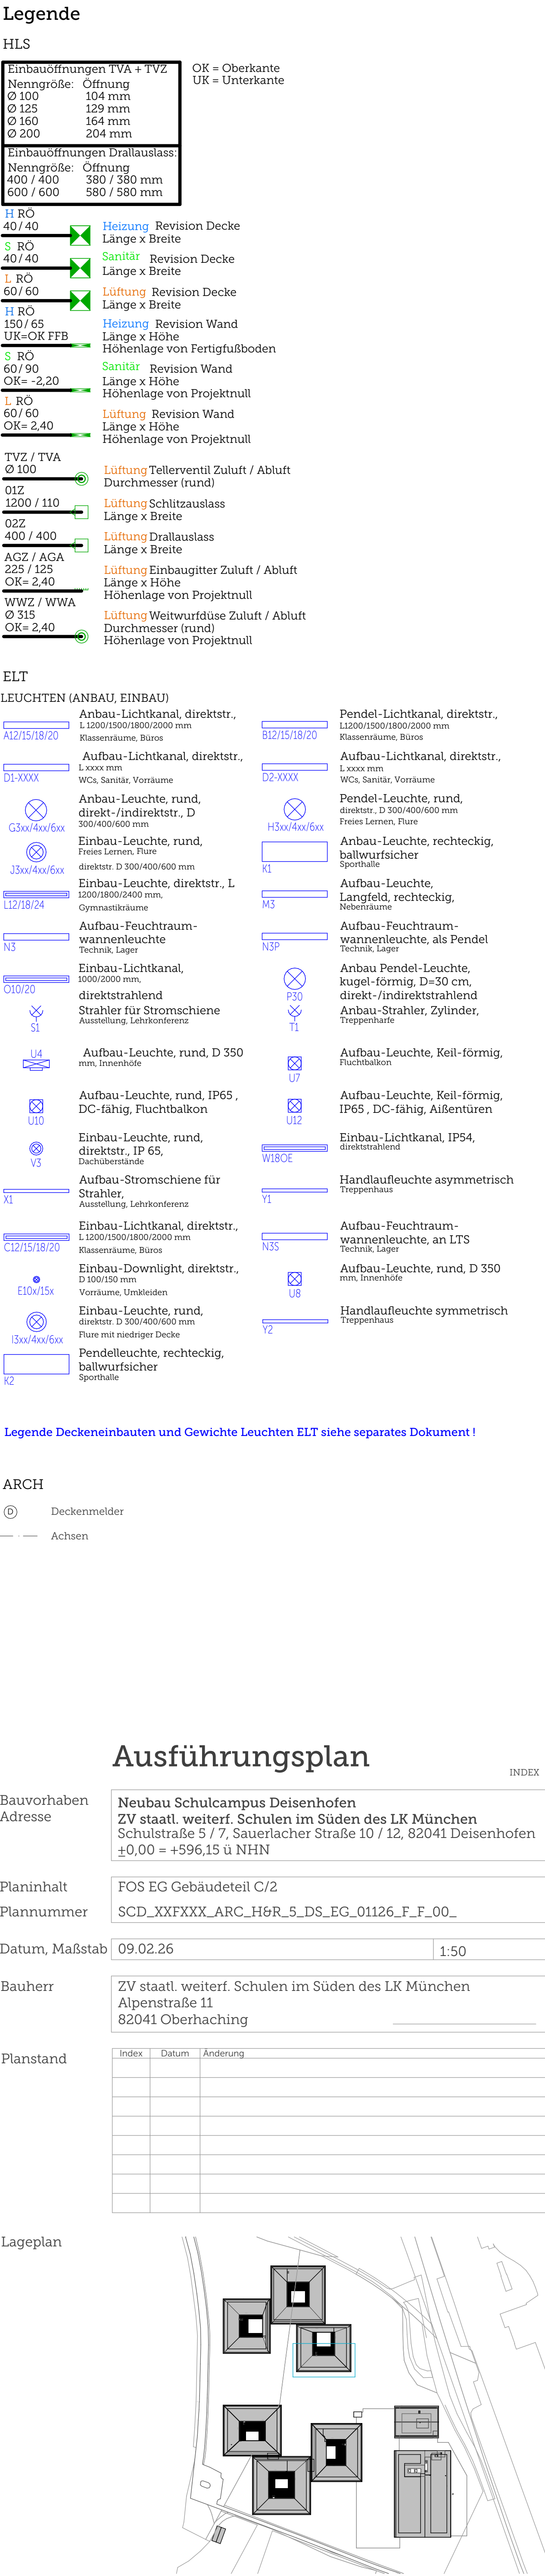 Legende
HLS
Einbauöffnungen TVA + TVZ
Nenngröße: Öffnung
Ø 100 104 mm
Ø 125 129 mm
Ø 160 164 mm
Ø 200 204 mm
OK = Oberkante
UK = Unterkante
Einbauöffnungen Drallauslass:
Nenngröße: Öffnung
400 / 400 380 / 380 mm
600 / 600 580 / 580 mm
H RÖ
40/40
Heizung Revision Decke
Länge x Breite
S RÖ
40/40
Sanitär Revision Decke
Länge x Breite
L RÖ
60/60
Lüftung Revision Decke
Länge x Breite
H RÖ
150/65
UK=OK FFB
Heizung Revision Wand
Länge x Höhe
Höhenlage von Fertigfußboden
S RÖ
60/90
OK= -2,20
Sanitär Revision Wand
Länge x Höhe
Höhenlage von Projektnull
L RÖ
60/60
OK= 2,40
Lüftung Revision Wand
Länge x Höhe
Höhenlage von Projektnull
TVZ / TVA
Ø 100
Lüftung Tellerventil Zuluft / Abluft
Durchmesser (rund)
01Z
1200 / 110
Lüftung Schlitzauslass
Länge x Breite
02Z
400 / 400
Lüftung Drallauslass
Länge x Breite
AGZ / AGA
225 / 125
OK= 2,40
Lüftung Einbaugitter Zuluft / Abluft
Länge x Höhe
Höhenlage von Projektnull
WWZ / WWA
Ø 315
OK= 2,40
Lüftung Weitwurfdüse Zuluft / Abluft
Durchmesser (rund)
Höhenlage von Projektnull
ELT
LEUCHTEN (ANBAU, EINBAU)
A12/15/18/20
Anbau-Lichtkanal, direktstr.,
L 1200/1500/1800/2000 mm
Klassenräume, Büros
B12/15/18/20
Pendel-Lichtkanal, direktstr.,
L1200/1500/1800/2000 mm
Klassenräume, Büros
D1-XXXX
Aufbau-Lichtkanal, direktstr.,
L xxxx mm
WCs, Sanitär, Vorräume
D2-XXXX
Aufbau-Lichtkanal, direktstr.,
L xxxx mm
WCs, Sanitär, Vorräume
G3xx/4xx/6xx
Anbau-Leuchte, rund,
direkt-/indirektstr., D
300/400/600 mm
H3xx/4xx/6xx
Pendel-Leuchte, rund,
direktstr., D 300/400/600 mm
Freies Lernen, Flure
J3xx/4xx/6xx
Einbau-Leuchte, rund,
Freies Lernen, Flure
direktstr. D 300/400/600 mm
K1
Anbau-Leuchte, rechteckig,
ballwurfsicher
Sporthalle
L12/18/24
Einbau-Leuchte, direktstr., L
1200/1800/2400 mm,
Gymnastikräume
M3
Aufbau-Leuchte,
Langfeld, rechteckig,
Nebenräume
N3
Aufbau-Feuchtraum-
wannenleuchte
Technik, Lager
N3P
Aufbau-Feuchtraum-
wannenleuchte, als Pendel
Technik, Lager
O10/20
Einbau-Lichtkanal,
1000/2000 mm,
direktstrahlend
P30
Anbau Pendel-Leuchte,
kugel-förmig, D=30 cm,
direkt-/indirektstrahlend
S1
Strahler für Stromschiene
Ausstellung, Lehrkonferenz
T1
Anbau-Strahler, Zylinder,
Treppenharfe
U4
Aufbau-Leuchte, rund, D 350
mm, Innenhöfe
U7
Aufbau-Leuchte, Keil-förmig,
Fluchtbalkon
U10
Aufbau-Leuchte, rund, IP65 ,
DC-fähig, Fluchtbalkon
U12
Aufbau-Leuchte, Keil-förmig,
IP65 , DC-fähig, Aißentüren
V3
Einbau-Leuchte, rund,
direktstr., IP 65,
Dachüberstände
W18OE
Einbau-Lichtkanal, IP54,
direktstrahlend
X1
Aufbau-Stromschiene für
Strahler,
Ausstellung, Lehrkonferenz
Y1
Handlaufleuchte asymmetrisch
Treppenhaus
C12/15/18/20
Einbau-Lichtkanal, direktstr.,
L 1200/1500/1800/2000 mm
Klassenräume, Büros
N3S
Aufbau-Feuchtraum-
wannenleuchte, an LTS
Technik, Lager
E10x/15x
Einbau-Downlight, direktstr.,
D 100/150 mm
Vorräume, Umkleiden
U8
Aufbau-Leuchte, rund, D 350
mm, Innenhöfe
I3xx/4xx/6xx
Einbau-Leuchte, rund,
direktstr. D 300/400/600 mm
Flure mit niedriger Decke
Y2
Handlaufleuchte symmetrisch
Treppenhaus
K2
Pendelleuchte, rechteckig,
ballwurfsicher
Sporthalle
Legende Deckeneinbauten und Gewichte Leuchten ELT siehe separates Dokument !
ARCH
D Deckenmelder
Achsen
Ausführungsplan
INDEX
Bauvorhaben
Adresse
Neubau Schulcampus Deisenhofen
ZV staatl. weiterf. Schulen im Süden des LK München
Schulstraße 5 / 7, Sauerlacher Straße 10 / 12, 82041 Deisenhofen
±0,00 = +596,15 ü NHN
Planinhalt FOS EG Gebäudeteil C/2
Plannummer SCD_XXFXXX_ARC_H&R_5_DS_EG_01126_F_F_00_
Datum, Maßstab 09.02.26 1:50
Bauherr ZV staatl. weiterf. Schulen im Süden des LK München
Alpenstraße 11
82041 Oberhaching
Planstand
Index Datum Änderung
Lageplan